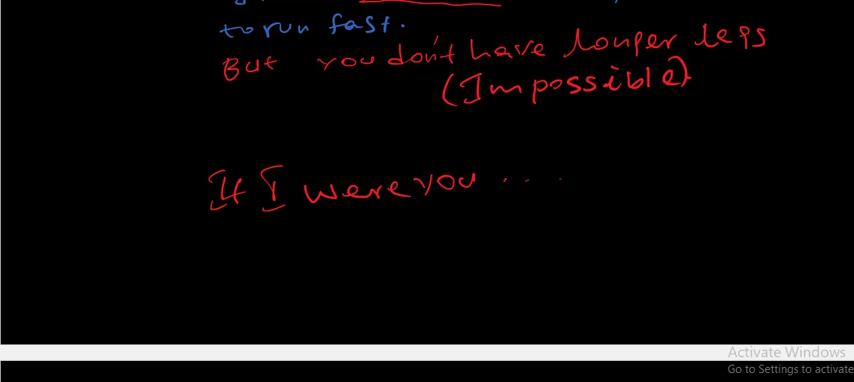 to run fast.
But you don't have longer legs
(Impossible)
If I were you ....
Activate Windows
Go to Settings to activate